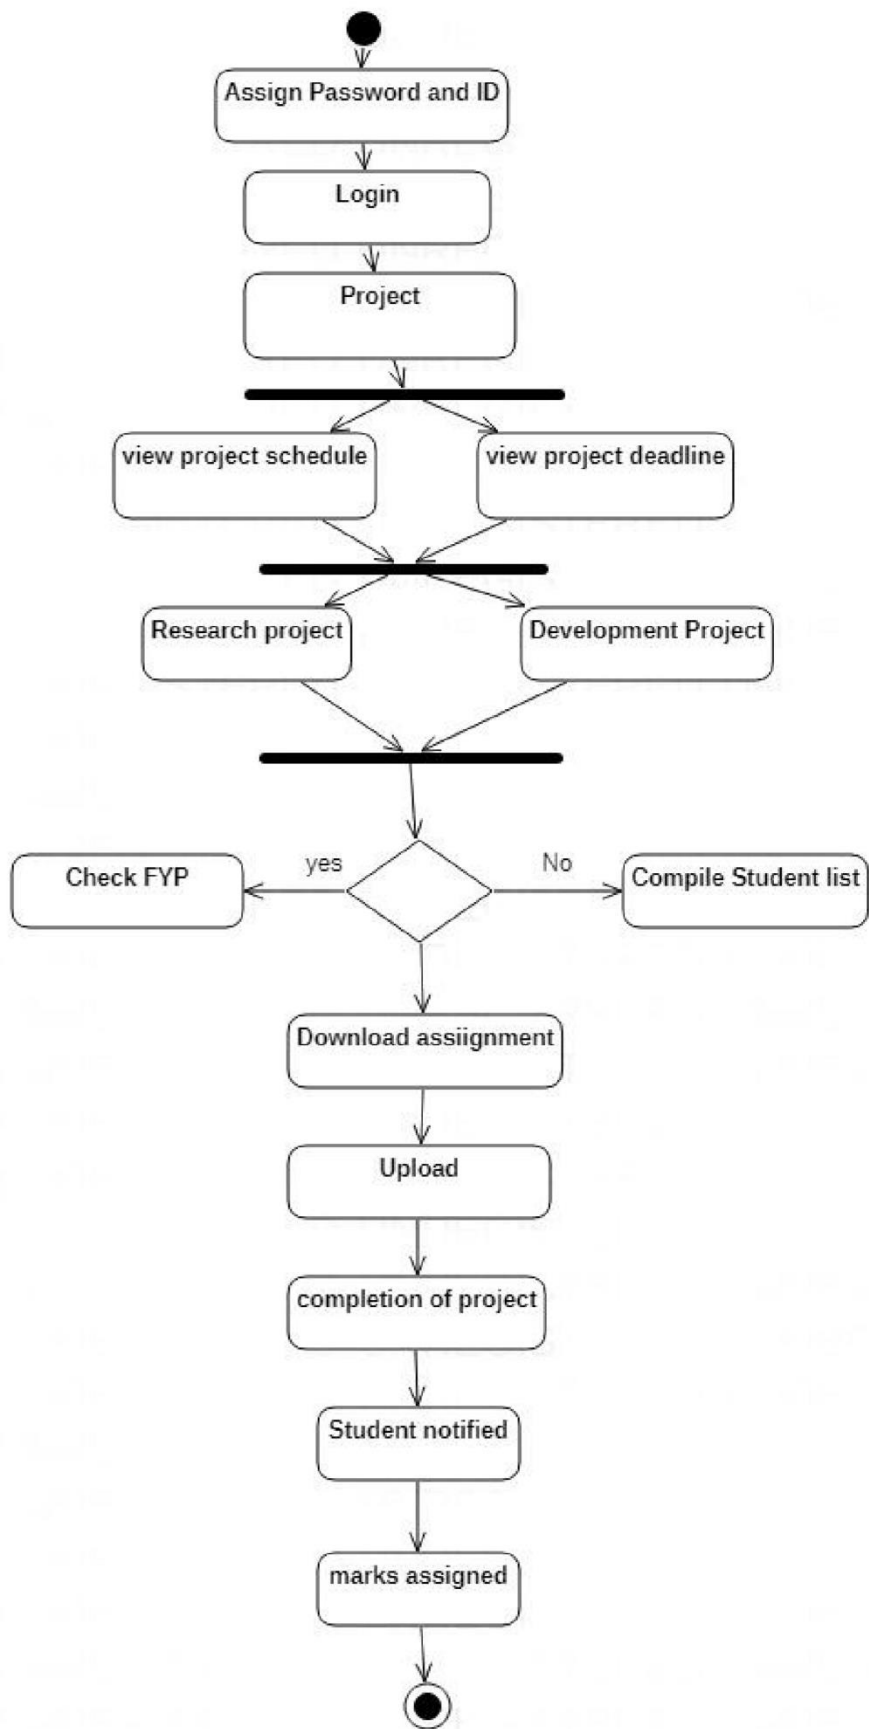 Assign Password and ID
Login
Project
view project schedule
view project deadline
Research project
Development Project
yes
No
Check FYP
Compile Student list
Download assiignment
Upload
completion of project
Student notified
marks assigned